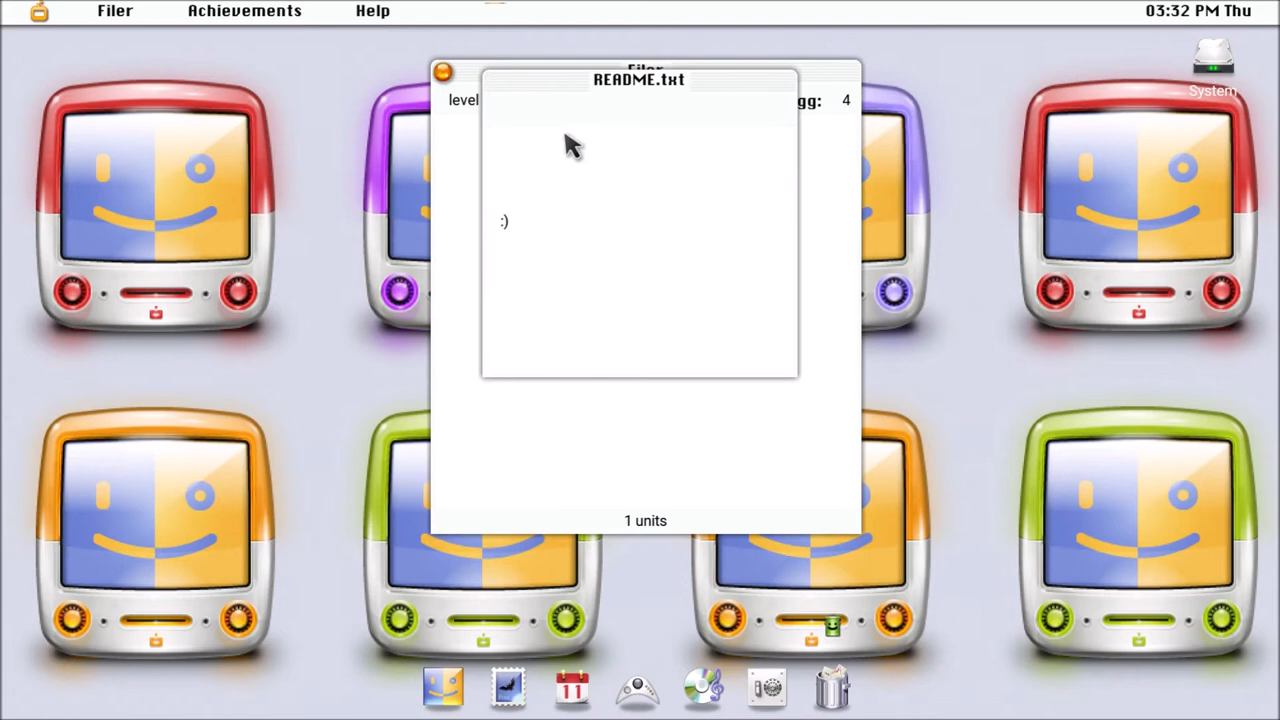 Filer Achievements Help 03:32 PM Thu
System
README.txt
level gg: 4
:)
1 units
11